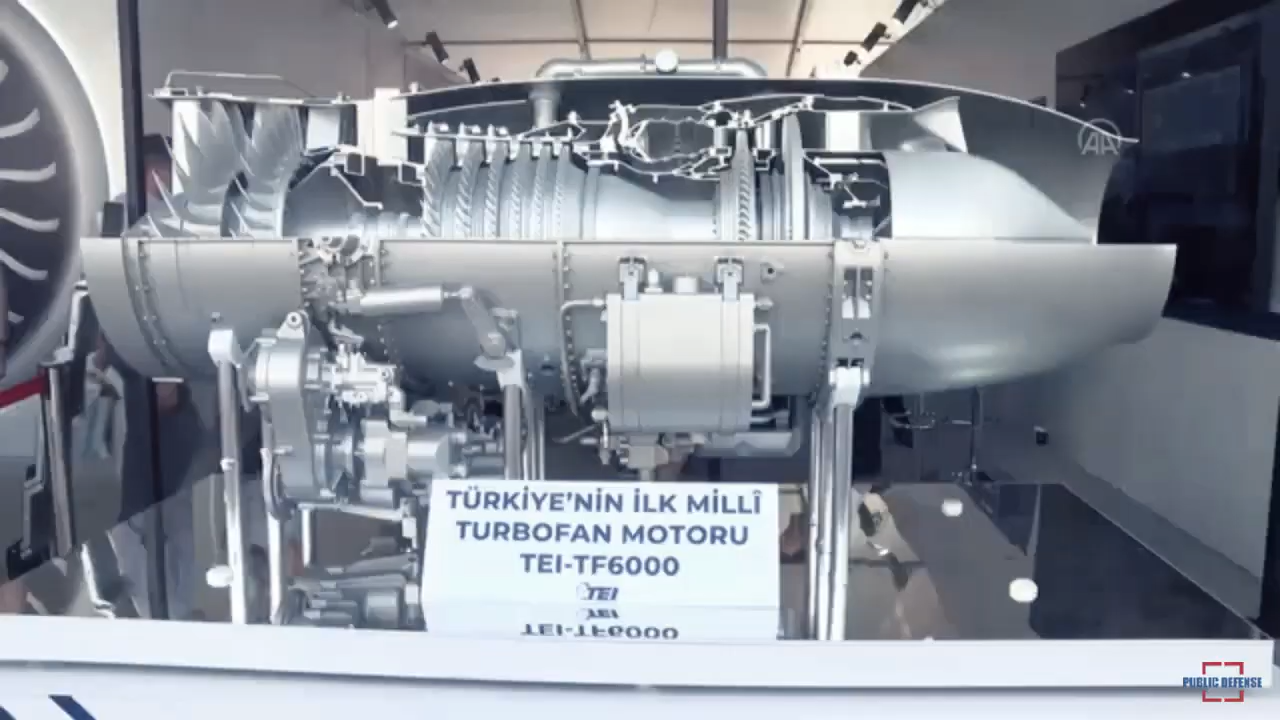 AA
TÜRKİYE'NİN İLK MİLLÎ
TURBOFAN MOTORU
TEI-TF6000
TEI
TEI
TEI-TF6000
PUBLIC DEFENSE